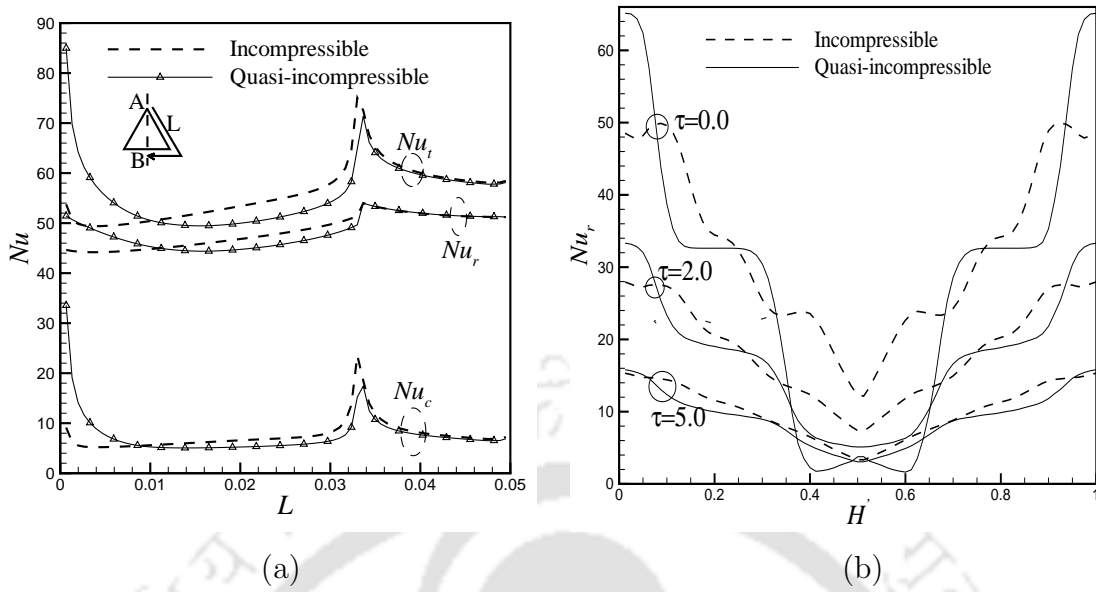 90
80
70
60
50
40
30
20
10
0
Nu
Incompressible
Quasi-incompressible
A
L
B
Nu_t
Nu_r
Nu_c
0
0.01
0.02
0.03
0.04
0.05
L
(a)
60
50
40
30
20
10
0
Nu_r
Incompressible
Quasi-incompressible
τ=0.0
τ=2.0
τ=5.0
0
0.2
0.4
0.6
0.8
1
H'
(b)